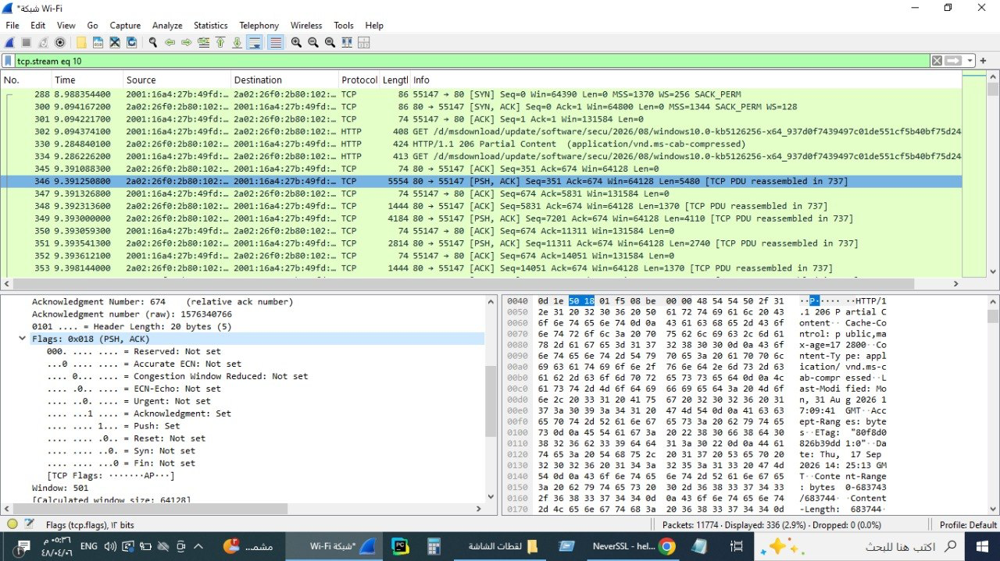 *شبكة Wi-Fi
File Edit View Go Capture Analyze Statistics Telephony Wireless Tools Help
tcp.stream eq 10
No. Time Source Destination Protocol Lengtl Info
288 8.988354400 2001:16a4:27b:49fd:… 2a02:26f0:2b80:102:… TCP 86 55147 → 80 [SYN] Seq=0 Win=64390 Len=0 MSS=1370 WS=256 SACK_PERM
300 9.094167200 2a02:26f0:2b80:102:… 2001:16a4:27b:49fd:… TCP 86 80 → 55147 [SYN, ACK] Seq=0 Ack=1 Win=64800 Len=0 MSS=1344 SACK_PERM WS=128
301 9.094221700 2001:16a4:27b:49fd:… 2a02:26f0:2b80:102:… TCP 74 55147 → 80 [ACK] Seq=1 Ack=1 Win=131584 Len=0
302 9.094374100 2001:16a4:27b:49fd:… 2a02:26f0:2b80:102:… HTTP 408 GET /d/msdownload/update/software/secu/2026/08/windows10.0-kb5126256-x64_937d0f7439497c01de551cf5b40bf75d24
330 9.284840100 2a02:26f0:2b80:102:… 2001:16a4:27b:49fd:… HTTP 424 HTTP/1.1 206 Partial Content (application/vnd.ms-cab-compressed)
334 9.286226200 2001:16a4:27b:49fd:… 2a02:26f0:2b80:102:… HTTP 413 GET /d/msdownload/update/software/secu/2026/08/windows10.0-kb5126256-x64_937d0f7439497c01de551cf5b40bf75d24
345 9.391088300 2a02:26f0:2b80:102:… 2001:16a4:27b:49fd:… TCP 74 80 → 55147 [ACK] Seq=351 Ack=674 Win=64128 Len=0
346 9.391250800 2a02:26f0:2b80:102:… 2001:16a4:27b:49fd:… TCP 5554 80 → 55147 [PSH, ACK] Seq=351 Ack=674 Win=64128 Len=5480 [TCP PDU reassembled in 737]
347 9.391326800 2001:16a4:27b:49fd:… 2a02:26f0:2b80:102:… TCP 74 55147 → 80 [ACK] Seq=674 Ack=5831 Win=131584 Len=0
348 9.392313600 2a02:26f0:2b80:102:… 2001:16a4:27b:49fd:… TCP 1444 80 → 55147 [ACK] Seq=5831 Ack=674 Win=64128 Len=1370 [TCP PDU reassembled in 737]
349 9.393000000 2a02:26f0:2b80:102:… 2001:16a4:27b:49fd:… TCP 4184 80 → 55147 [PSH, ACK] Seq=7201 Ack=674 Win=64128 Len=4110 [TCP PDU reassembled in 737]
350 9.393059300 2001:16a4:27b:49fd:… 2a02:26f0:2b80:102:… TCP 74 55147 → 80 [ACK] Seq=674 Ack=11311 Win=131584 Len=0
351 9.393541300 2a02:26f0:2b80:102:… 2001:16a4:27b:49fd:… TCP 2814 80 → 55147 [PSH, ACK] Seq=11311 Ack=674 Win=64128 Len=2740 [TCP PDU reassembled in 737]
352 9.393612100 2001:16a4:27b:49fd:… 2a02:26f0:2b80:102:… TCP 74 55147 → 80 [ACK] Seq=674 Ack=14051 Win=131584 Len=0
353 9.398144000 2a02:26f0:2b80:102:… 2001:16a4:27b:49fd:… TCP 1444 80 → 55147 [ACK] Seq=14051 Ack=674 Win=64128 Len=1370 [TCP PDU reassembled in 737]
Acknowledgment Number: 674 (relative ack number)
Acknowledgment number (raw): 1576340766
0101 .... = Header Length: 20 bytes (5)
Flags: 0x018 (PSH, ACK)
000. .... .... = Reserved: Not set
...0 .... .... = Accurate ECN: Not set
.... 0... .... = Congestion Window Reduced: Not set
.... .0.. .... = ECN-Echo: Not set
.... ..0. .... = Urgent: Not set
.... ...1 .... = Acknowledgment: Set
.... .... 1... = Push: Set
.... .... .0.. = Reset: Not set
.... .... ..0. = Syn: Not set
.... .... ...0 = Fin: Not set
[TCP Flags: ·······AP···]
Window: 501
[Calculated window size: 64128]
0040 0d 1e 50 18 01 f5 08 be 00 00 48 54 54 50 2f 31 ··P·····HTTP/1
0050 2e 31 20 32 30 36 20 50 61 72 74 69 61 6c 20 43 .1 206 P artial C
0060 6f 6e 74 65 6e 74 0d 0a 43 61 63 68 65 2d 43 6f ontent·· Cache-Co
0070 6e 74 72 6f 6c 3a 20 70 75 62 6c 69 63 2c 6d 61 ntrol: p ublic,ma
0080 78 2d 61 67 65 3d 31 37 32 38 30 30 0d 0a 43 6f x-age=17 2800··Co
0090 6e 74 65 6e 74 2d 54 79 70 65 3a 20 61 70 70 6c ntent-Ty pe: appl
00a0 69 63 61 74 69 6f 6e 2f 76 6e 64 2e 6d 73 2d 63 ication/ vnd.ms-c
00b0 61 62 2d 63 6f 6d 70 72 65 73 73 65 64 0d 0a 4c ab-compr essed··L
00c0 61 73 74 2d 4d 6f 64 69 66 69 65 64 3a 20 4d 6f ast-Modi fied: Mo
00d0 6e 2c 20 33 31 20 41 75 67 20 32 30 32 36 20 31 n, 31 Au g 2026 1
00e0 37 3a 30 39 3a 34 31 20 47 4d 54 0d 0a 41 63 63 7:09:41 GMT··Acc
00f0 65 70 74 2d 52 61 6e 67 65 73 3a 20 62 79 74 65 ept-Rang es: byte
0100 73 0d 0a 45 54 61 67 3a 20 22 38 30 66 38 64 30 s··ETag: "80f8d0
0110 38 32 36 62 33 39 64 64 31 3a 30 22 0d 0a 44 61 826b39dd 1:0"··Da
0120 74 65 3a 20 54 68 75 2c 20 31 37 20 53 65 70 20 te: Thu, 17 Sep
0130 32 30 32 36 20 31 34 3a 32 35 3a 31 33 20 47 4d 2026 14: 25:13 GM
0140 54 0d 0a 43 6f 6e 74 65 6e 74 2d 52 61 6e 67 65 T··Conte nt-Range
0150 3a 20 62 79 74 65 73 20 30 2d 36 38 33 37 34 33 : bytes 0-683743
0160 2f 36 38 33 37 34 34 0d 0a 43 6f 6e 74 65 6e 74 /683744· ·Content
0170 2d 4c 65 6e 67 74 68 3a 20 36 38 33 37 34 34 0d -Length: 683744·
Flags (tcp.flags), ١٢ bits
Packets: 11774 · Displayed: 336 (2.9%) · Dropped: 0 (0.0%)
Profile: Default
ENG
مشمـ...
*شبكة Wi-Fi
لقطات الشاشة
NeverSSL - hel...
اكتب هنا للبحث